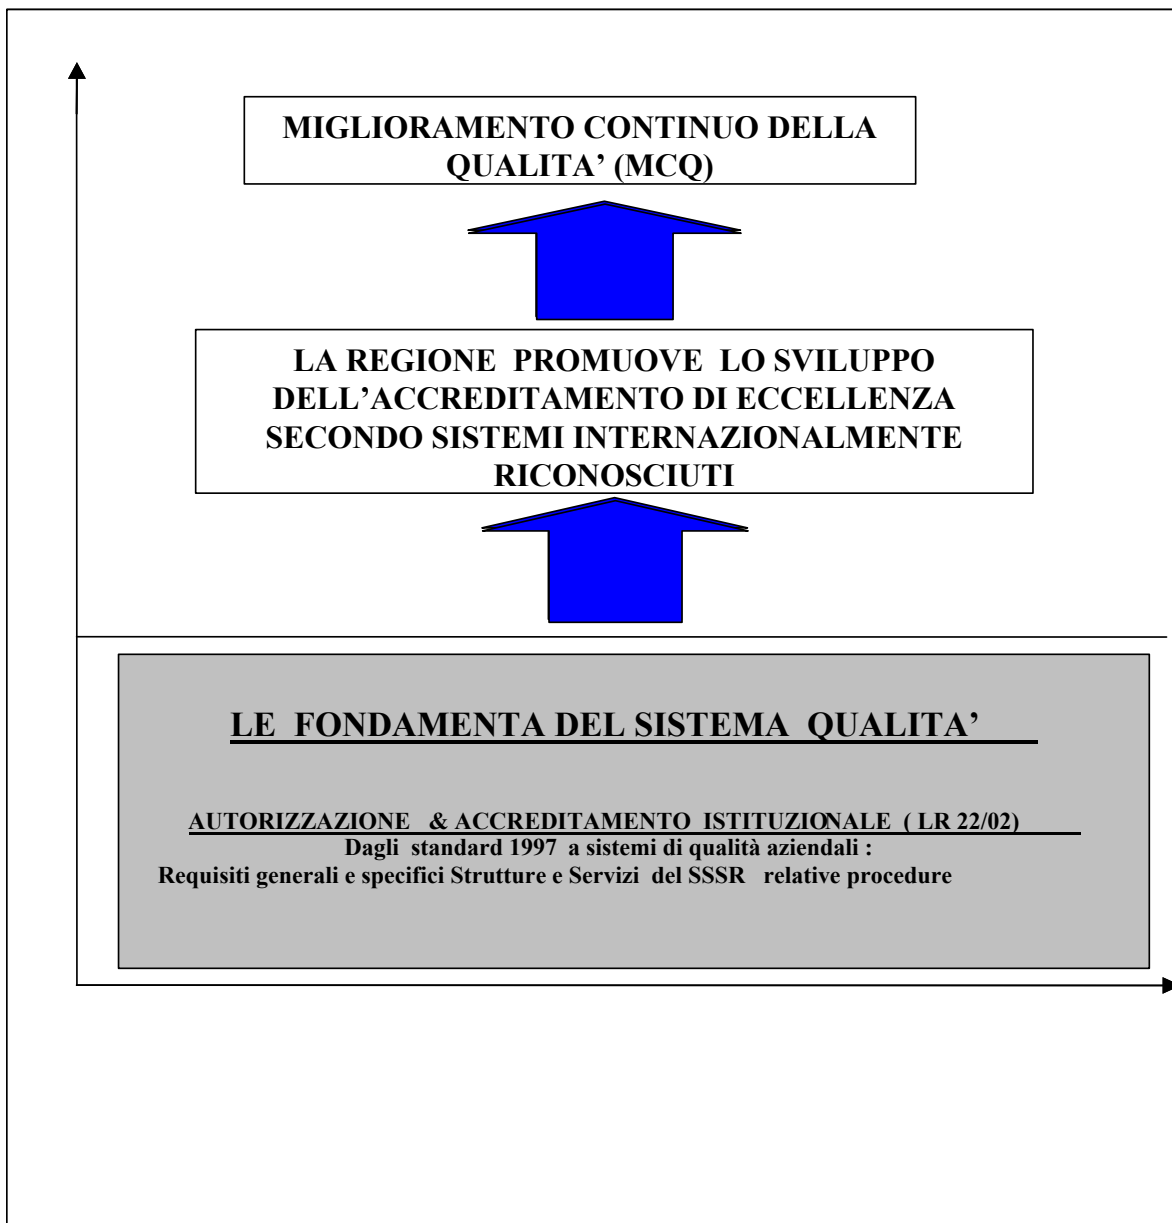 MIGLIORAMENTO CONTINUO DELLA
QUALITA’ (MCQ)
LA REGIONE PROMUOVE LO SVILUPPO
DELL’ACCREDITAMENTO DI ECCELLENZA
SECONDO SISTEMI INTERNAZIONALMENTE
RICONOSCIUTI
LE FONDAMENTA DEL SISTEMA QUALITA’
AUTORIZZAZIONE & ACCREDITAMENTO ISTITUZIONALE ( LR 22/02)
Dagli standard 1997 a sistemi di qualità aziendali :
Requisiti generali e specifici Strutture e Servizi del SSSR relative procedure